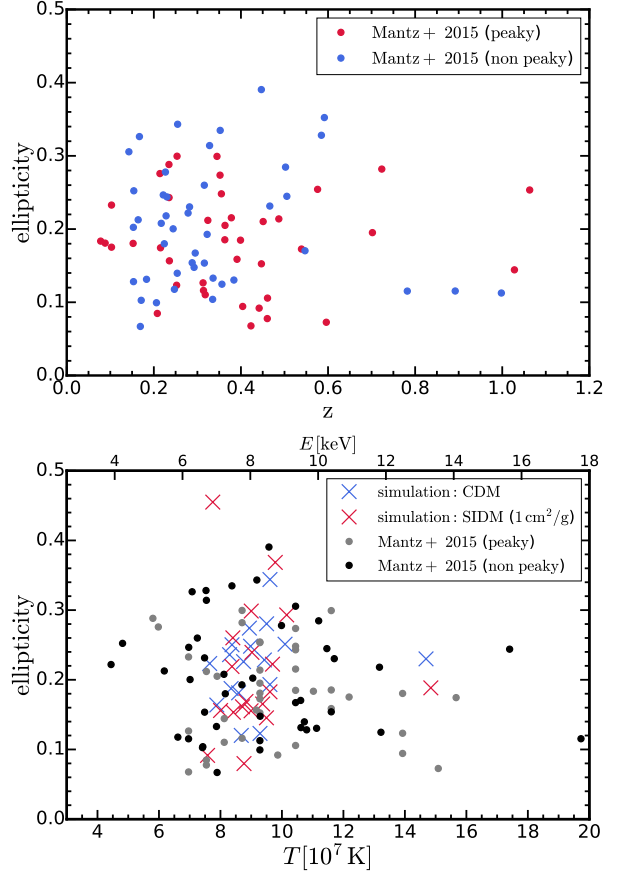 0.5
0.4
0.3
0.2
0.1
0.0
ellipticity
Mantz+ 2015 (peaky)
Mantz+ 2015 (non peaky)
0.0 0.2 0.4 0.6 0.8 1.0 1.2
z
E [keV]
4 6 8 10 12 14 16 18
0.5
0.4
0.3
0.2
0.1
0.0
ellipticity
simulation: CDM
simulation: SIDM (1 cm²/g)
Mantz+ 2015 (peaky)
Mantz+ 2015 (non peaky)
4 6 8 10 12 14 16 18 20
T [10⁷ K]